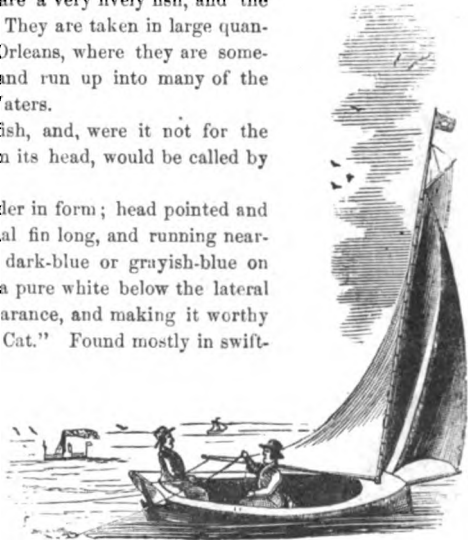 are a very lively fish, and the
They are taken in large quan-
Orleans, where they are some-
and run up into many of the
aters.
ish, and, were it not for the
its head, would be called by
der in form; head pointed and
al fin long, and running near-
dark-blue or grayish-blue on
a pure white below the lateral
arance, and making it worthy
Cat." Found mostly in swift-